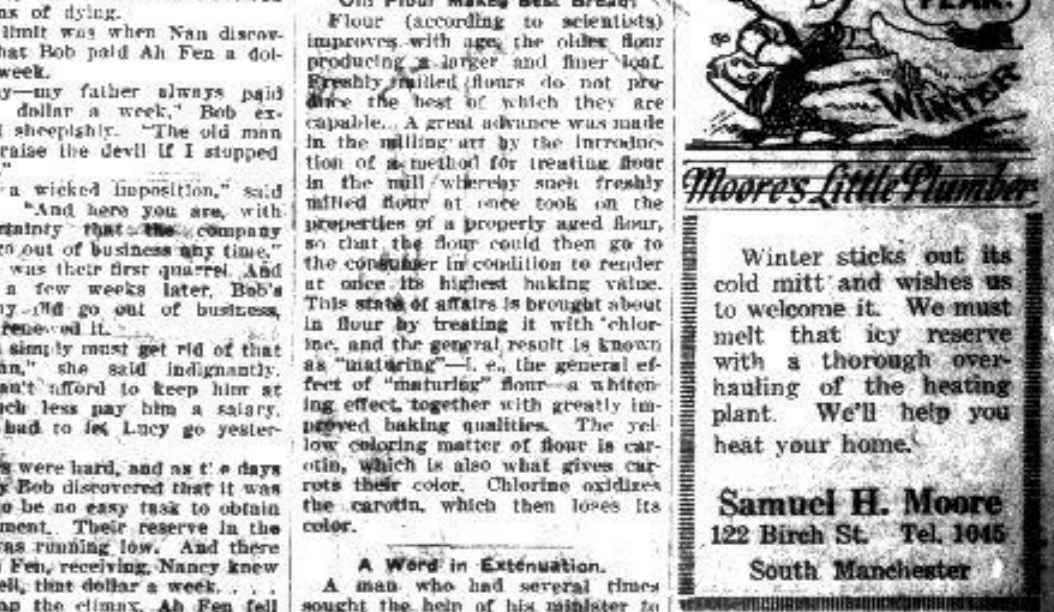 ns of dying.
limit was when Nan discov-
hat Bob paid Ah Fen a dol-
week.
y—my father always paid
dollar a week," Bob ex-
sheepishly. "The old man
raise the devil if I stopped
"
a wicked imposition," said
"And here you are, with
rtainty that the company
o out of business any time."
was their first quarrel. And
a few weeks later, Bob's
ny did go out of business,
renewed it.
simply must get rid of that
an," she said indignantly.
an't afford to keep him at
uch less pay him a salary.
had to let Lucy go yester-
s were hard, and as the days
y Bob discovered that it was
o be no easy task to obtain
ment. Their reserve in the
was running low. And there
Fen, receiving, Nancy knew
ell, that dollar a week. . . .
ap the climax, Ah Fen fell
Old Flour Makes Best Bread?
Flour (according to scientists)
improves with age, the older flour
producing a larger and finer loaf.
Freshly milled flours do not pro-
duce the best of which they are
capable. A great advance was made
in the milling art by the introduc-
tion of a method for treating flour
in the mill whereby such freshly
milled flour at once took on the
properties of a properly aged flour,
so that the flour could then go to
the consumer in condition to render
at once its highest baking value.
This state of affairs is brought about
in flour by treating it with chlor-
ine, and the general result is known
as "maturing"—i. e., the general ef-
fect of "maturing" flour—a whiten-
ing effect, together with greatly im-
proved baking qualities. The yel-
low coloring matter of flour is car-
otin, which is also what gives car-
rots their color. Chlorine oxidizes
the carotin, which then loses its
color.
A Word in Extenuation.
A man who had several times
sought the help of his minister to
WINTER
Moore's Little Plumber
Winter sticks out its
cold mitt and wishes us
to welcome it. We must
melt that icy reserve
with a thorough over-
hauling of the heating
plant. We'll help you
heat your home.
Samuel H. Moore
122 Birch St. Tel. 1045
South Manchester